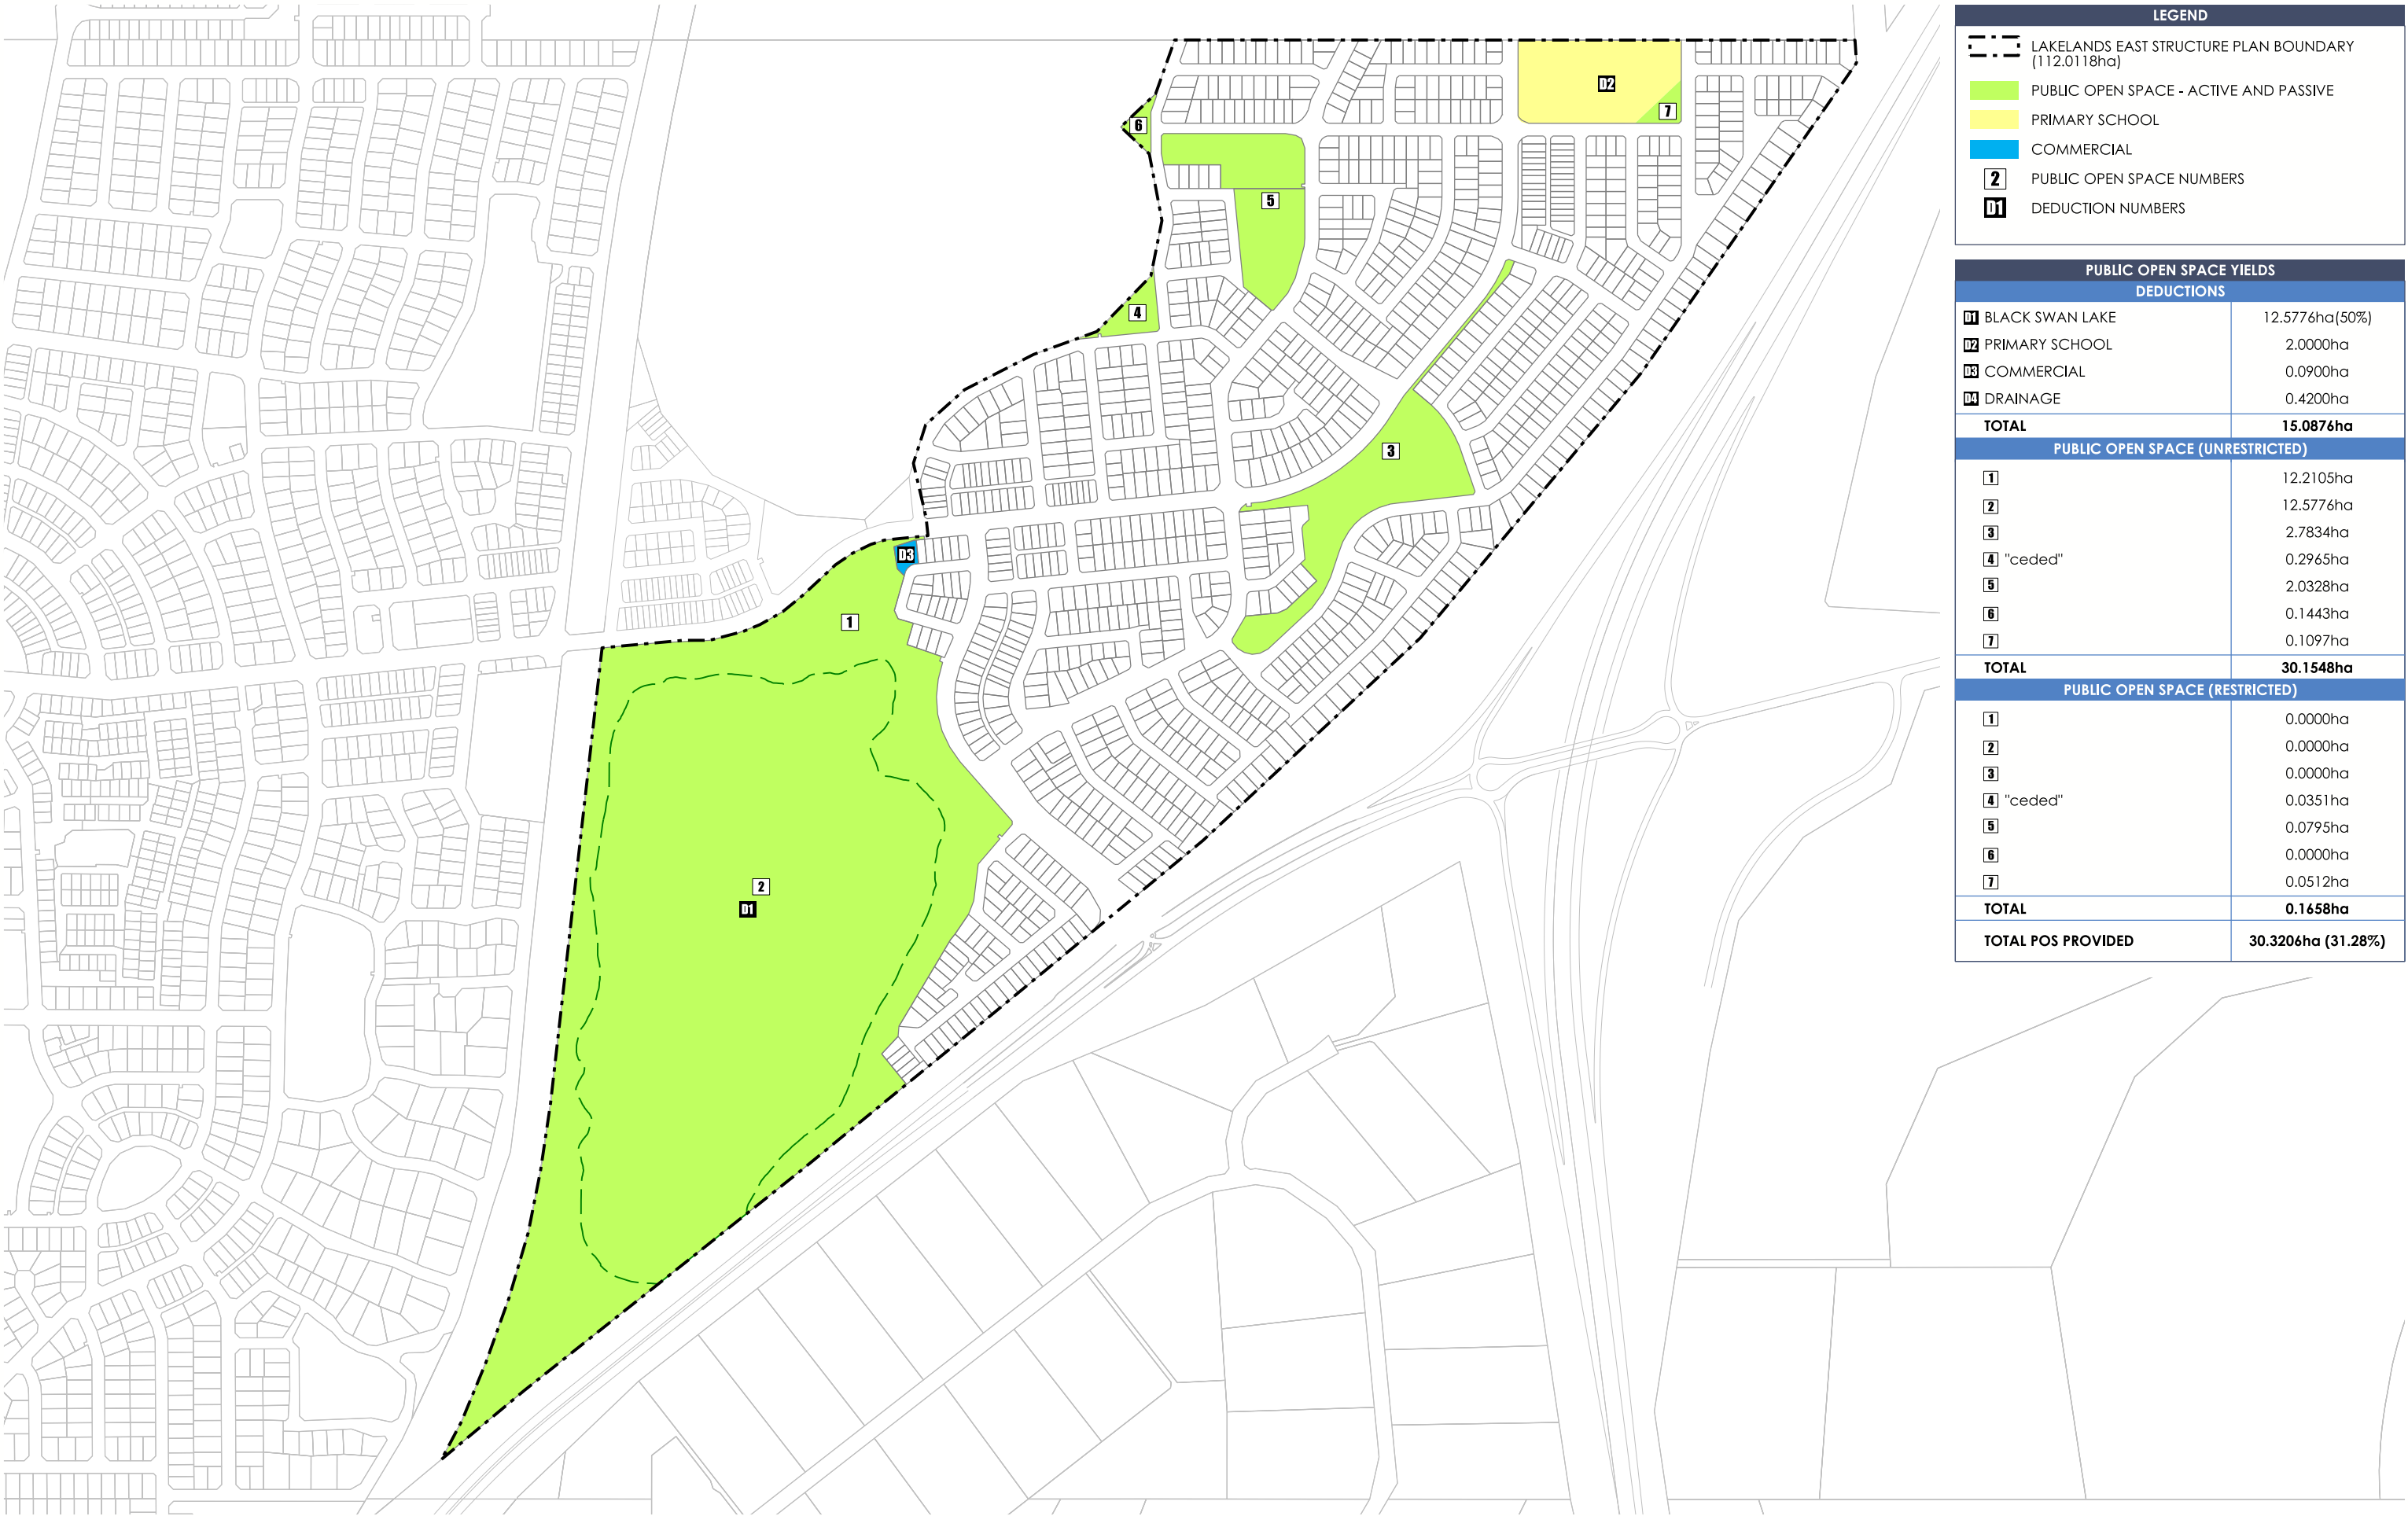 LEGEND
LAKELANDS EAST STRUCTURE PLAN BOUNDARY
(112.0118ha)
PUBLIC OPEN SPACE - ACTIVE AND PASSIVE
PRIMARY SCHOOL
COMMERCIAL
2 PUBLIC OPEN SPACE NUMBERS
D1 DEDUCTION NUMBERS
PUBLIC OPEN SPACE YIELDS
DEDUCTIONS
D1 BLACK SWAN LAKE 12.5776ha(50%)
D2 PRIMARY SCHOOL 2.0000ha
D3 COMMERCIAL 0.0900ha
D4 DRAINAGE 0.4200ha
TOTAL 15.0876ha
PUBLIC OPEN SPACE (UNRESTRICTED)
1 12.2105ha
2 12.5776ha
3 2.7834ha
4 "ceded" 0.2965ha
5 2.0328ha
6 0.1443ha
7 0.1097ha
TOTAL 30.1548ha
PUBLIC OPEN SPACE (RESTRICTED)
1 0.0000ha
2 0.0000ha
3 0.0000ha
4 "ceded" 0.0351ha
5 0.0795ha
6 0.0000ha
7 0.0512ha
TOTAL 0.1658ha
TOTAL POS PROVIDED 30.3206ha (31.28%)
D2
7
6
5
4
3
D3
1
2
D1